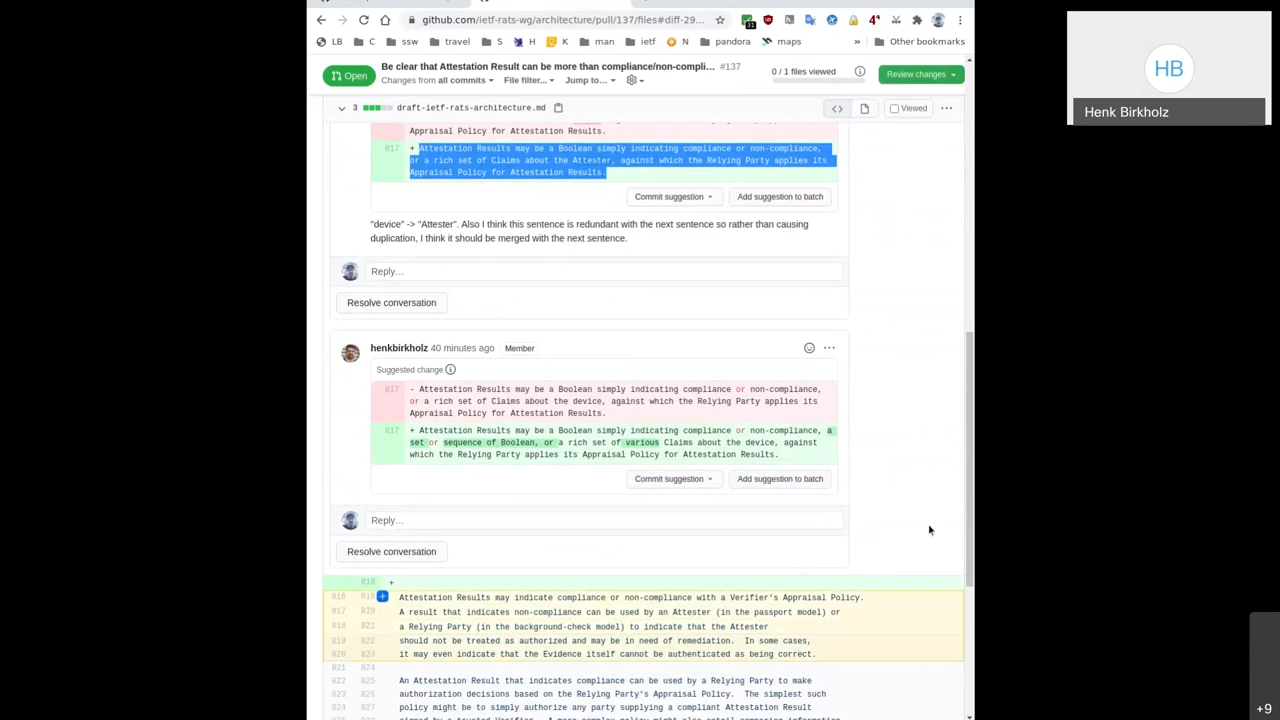 github.com/ietf-rats-wg/architecture/pull/137/files#diff-29...
LB C ssw travel S H K man ietf N pandora maps » Other bookmarks
Open
Be clear that Attestation Result can be more than compliance/non-compli... #137
Changes from all commits File filter... Jump to...
0 / 1 files viewed
Review changes
3 draft-ietf-rats-architecture.md
Viewed
Appraisal Policy for Attestation Results.
817 + Attestation Results may be a Boolean simply indicating compliance or non-compliance,
or a rich set of Claims about the Attester, against which the Relying Party applies its
Appraisal Policy for Attestation Results.
Commit suggestion Add suggestion to batch
"device" -> "Attester". Also I think this sentence is redundant with the next sentence so rather than causing
duplication, I think it should be merged with the next sentence.
Reply…
Resolve conversation
henkbirkholz 40 minutes ago Member
Suggested change
817 - Attestation Results may be a Boolean simply indicating compliance or non-compliance,
or a rich set of Claims about the device, against which the Relying Party applies its
Appraisal Policy for Attestation Results.
817 + Attestation Results may be a Boolean simply indicating compliance or non-compliance, a
set or sequence of Boolean, or a rich set of various Claims about the device, against
which the Relying Party applies its Appraisal Policy for Attestation Results.
Commit suggestion Add suggestion to batch
Reply…
Resolve conversation
818 +
816 819 Attestation Results may indicate compliance or non-compliance with a Verifier's Appraisal Policy.
817 820 A result that indicates non-compliance can be used by an Attester (in the passport model) or
818 821 a Relying Party (in the background-check model) to indicate that the Attester
819 822 should not be treated as authorized and may be in need of remediation. In some cases,
820 823 it may even indicate that the Evidence itself cannot be authenticated as being correct.
821 824
822 825 An Attestation Result that indicates compliance can be used by a Relying Party to make
823 826 authorization decisions based on the Relying Party's Appraisal Policy. The simplest such
824 827 policy might be to simply authorize any party supplying a compliant Attestation Result
HB
Henk Birkholz
+9